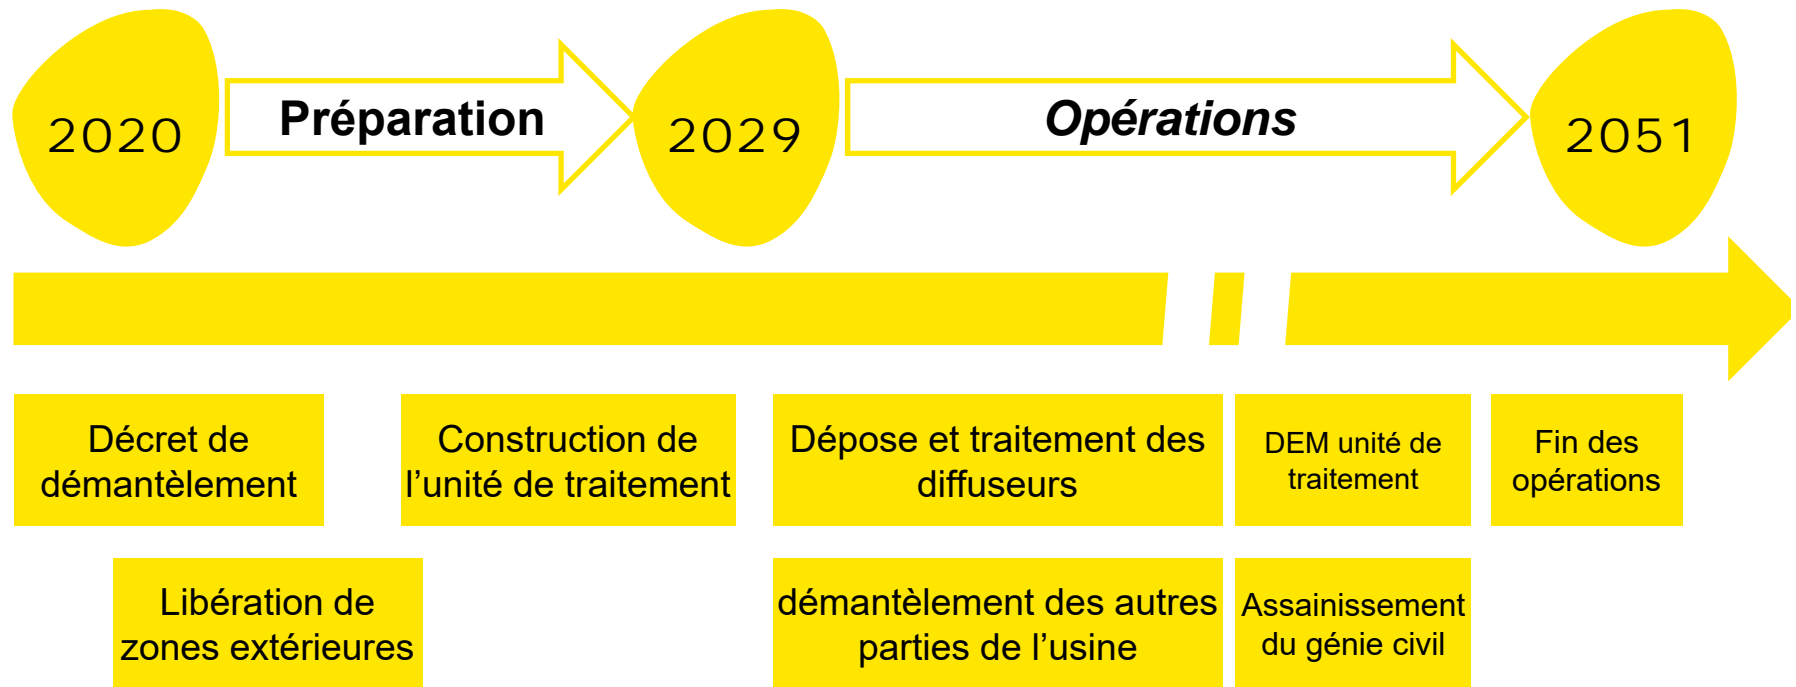 2020
Préparation
2029
Opérations
2051
Décret de
démantèlement
Construction de
l’unité de traitement
Dépose et traitement des
diffuseurs
DEM unité de
traitement
Fin des
opérations
Libération de
zones extérieures
démantèlement des autres
parties de l’usine
Assainissement
du génie civil